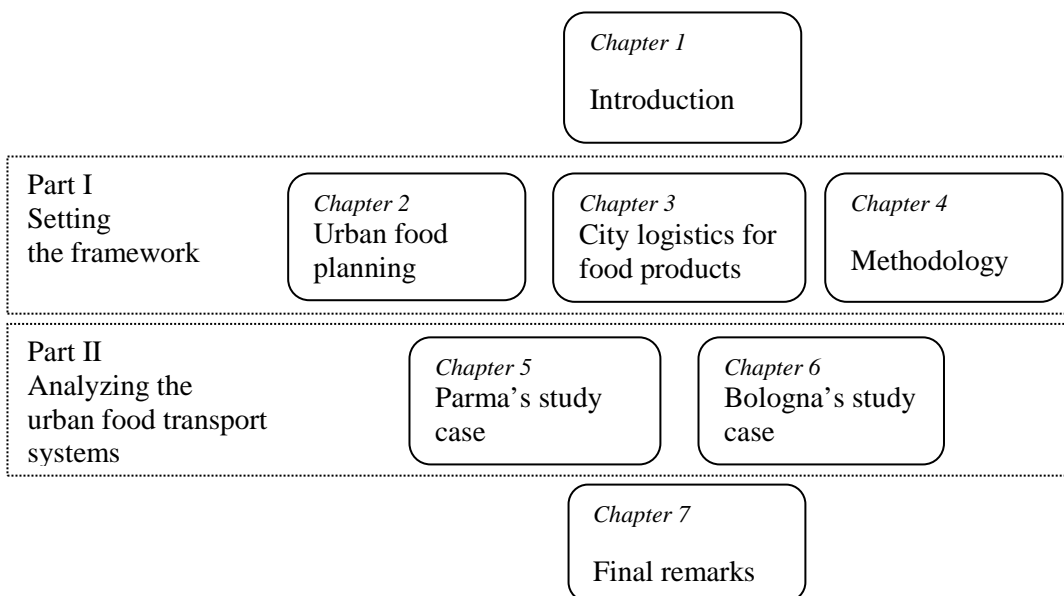 Chapter 1
Introduction
Part I
Setting
the framework
Chapter 2
Urban food
planning
Chapter 3
City logistics for
food products
Chapter 4
Methodology
Part II
Analyzing the
urban food transport
systems
Chapter 5
Parma’s study
case
Chapter 6
Bologna’s study
case
Chapter 7
Final remarks